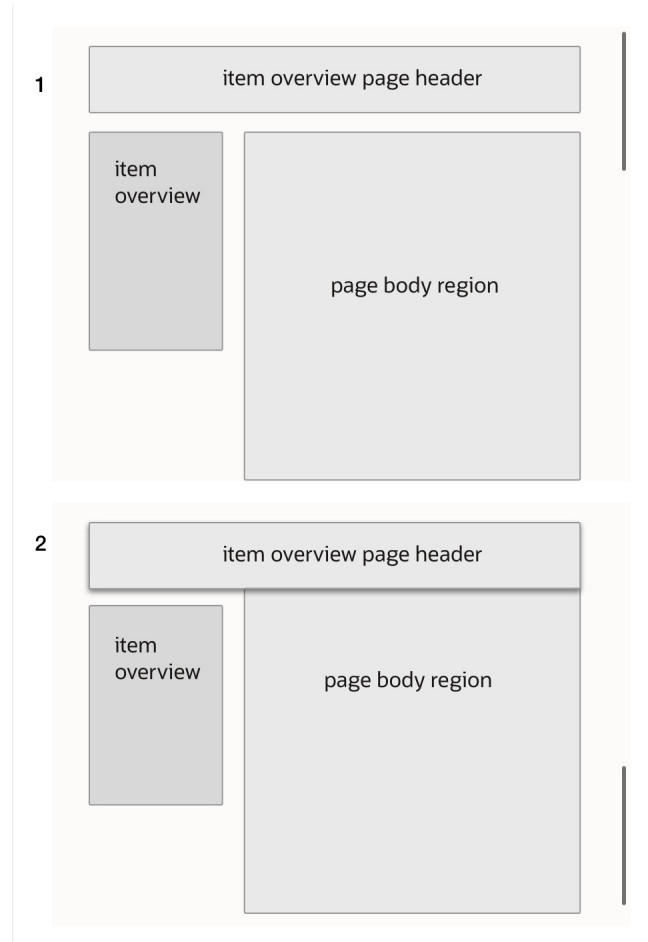 1
item overview page header
item
overview
page body region
2
item overview page header
item
overview
page body region